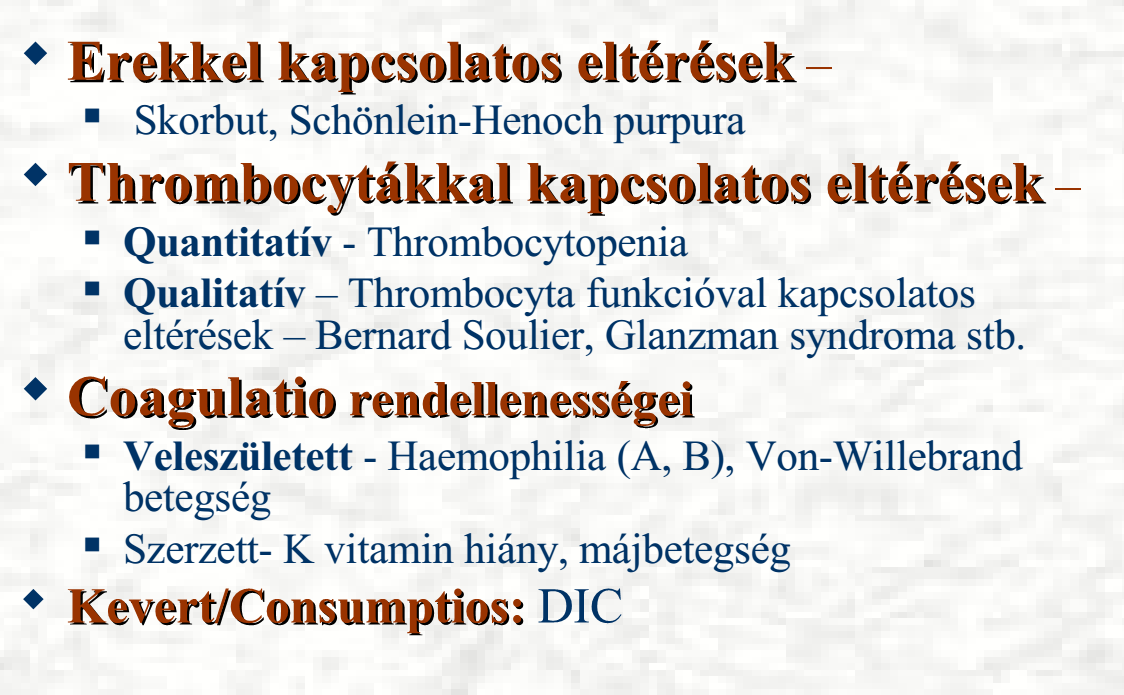 Erekkel kapcsolatos eltérések –
Skorbut, Schönlein-Henoch purpura
Thrombocytákkal kapcsolatos eltérések –
Quantitatív - Thrombocytopenia
Qualitatív – Thrombocyta funkcióval kapcsolatos
eltérések – Bernard Soulier, Glanzman syndroma stb.
Coagulatio rendellenességei
Veleszületett - Haemophilia (A, B), Von-Willebrand
betegség
Szerzett- K vitamin hiány, májbetegség
Kevert/Consumptios: DIC